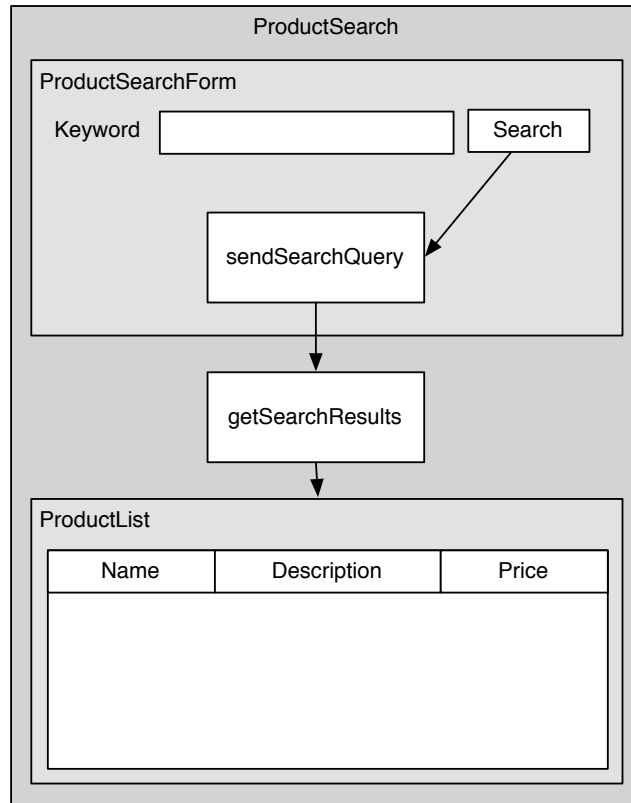 ProductSearch
ProductSearchForm
Keyword Search
sendSearchQuery
getSearchResults
ProductList
Name Description Price